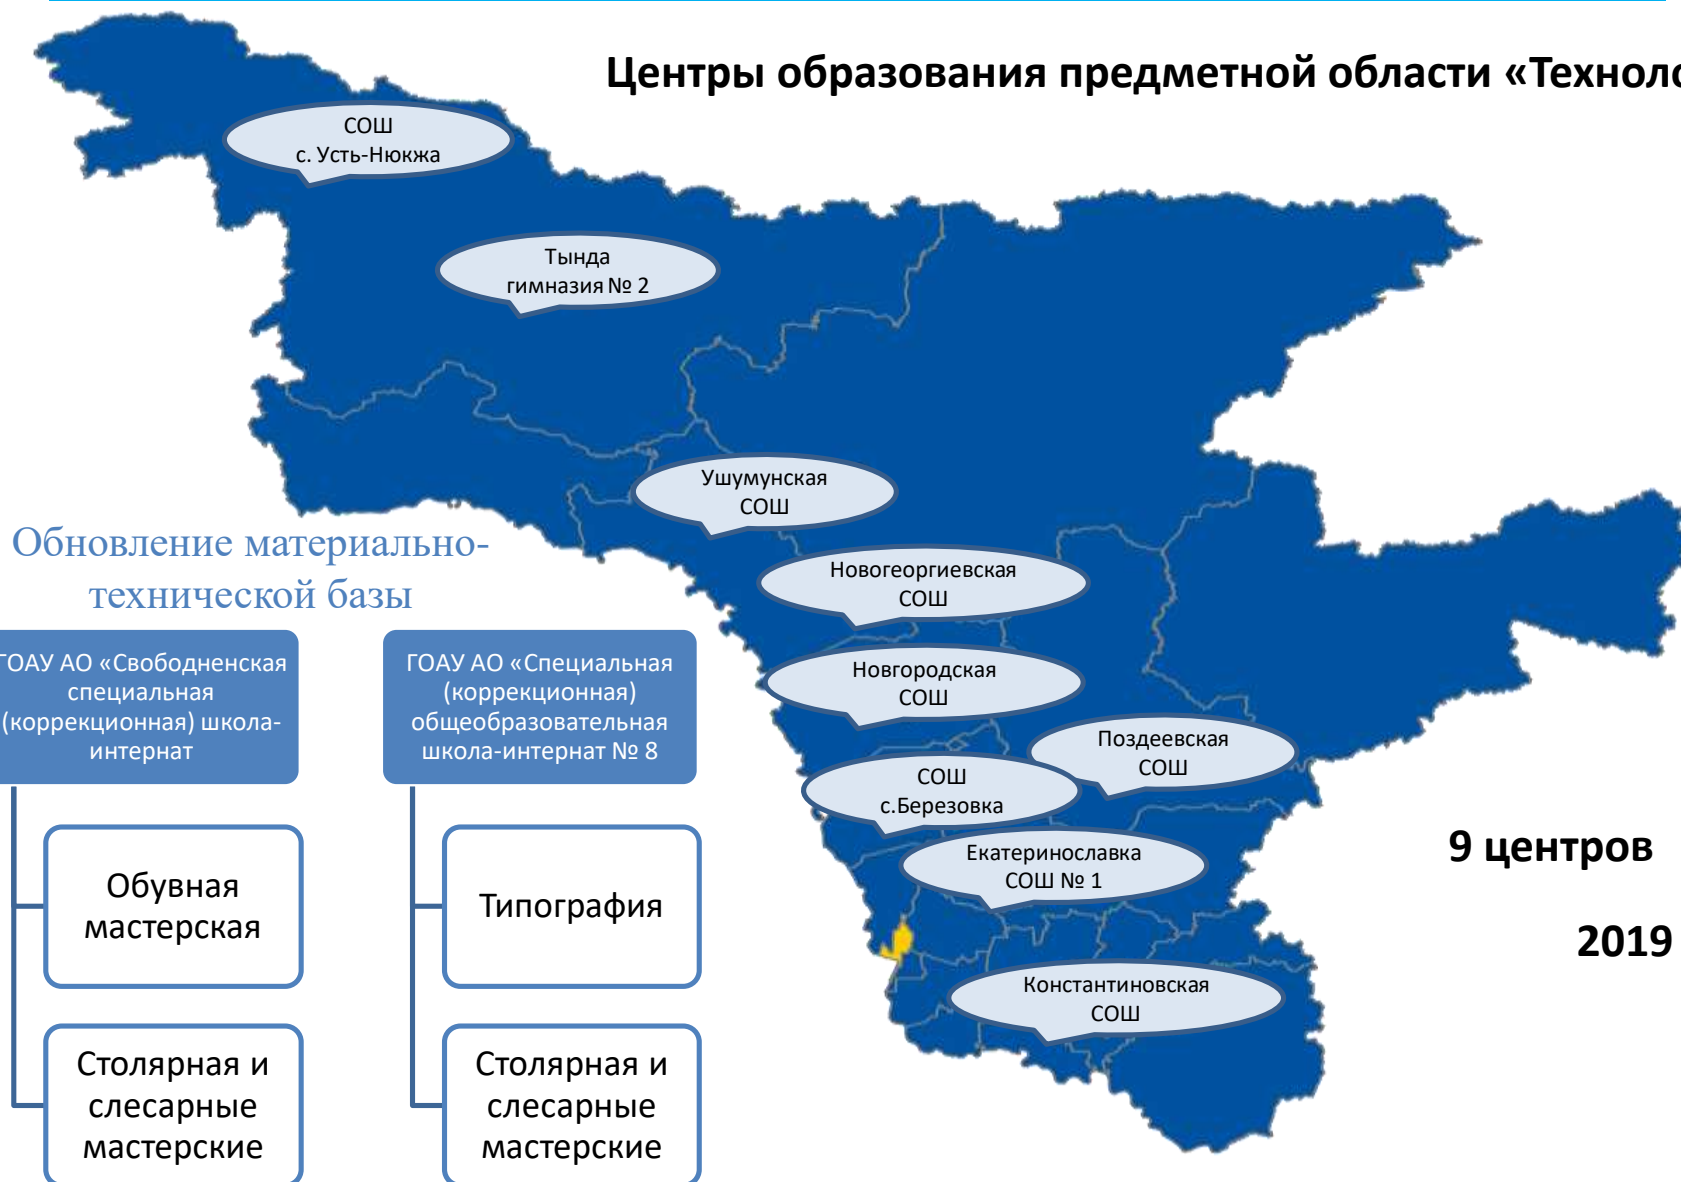 Центры образования предметной области «Техноло
СОШ
с. Усть-Нюкжа
Тында
гимназия № 2
Ушумунская
СОШ
Новогеоргиевская
СОШ
Новгородская
СОШ
Поздеевская
СОШ
СОШ
с.Березовка
Екатеринославка
СОШ № 1
Константиновская
СОШ
9 центров
2019
Обновление материально-
технической базы
ГОАУ АО «Свободненская
специальная
(коррекционная) школа-
интернат
Обувная
мастерская
Столярная и
слесарные
мастерские
ГОАУ АО «Специальная
(коррекционная)
общеобразовательная
школа-интернат № 8
Типография
Столярная и
слесарные
мастерские